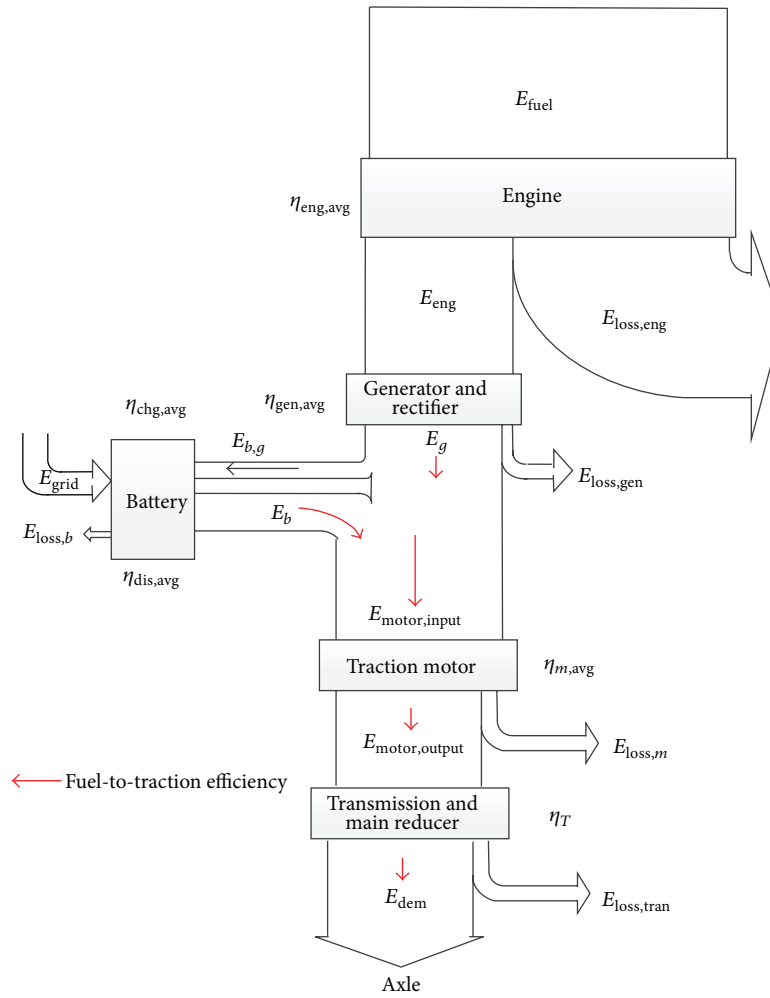 E_fuel
η_eng,avg
Engine
E_eng
E_loss,eng
Generator and
rectifier
η_gen,avg
η_chg,avg
E_b,g
E_g
E_loss,gen
E_grid
Battery
E_b
E_loss,b
η_dis,avg
E_motor,input
Traction motor
η_m,avg
E_motor,output
E_loss,m
Fuel-to-traction efficiency
Transmission and
main reducer
η_T
E_dem
E_loss,tran
Axle